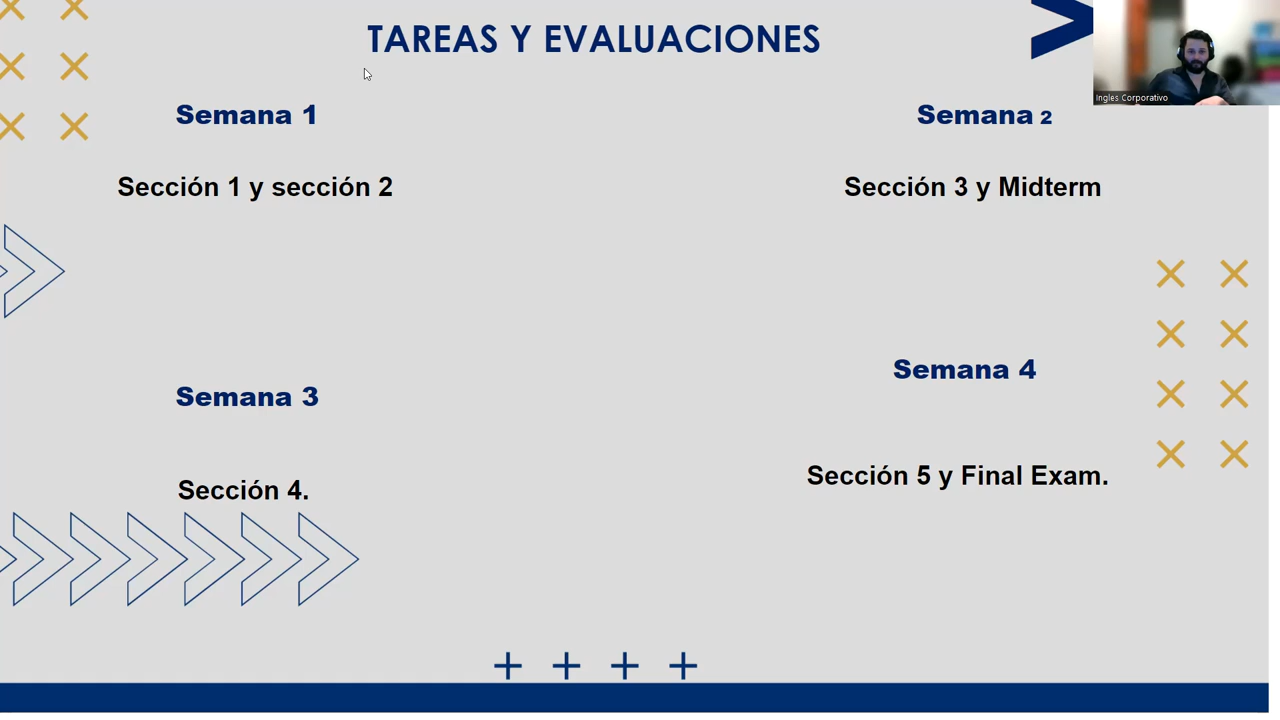 TAREAS Y EVALUACIONES
Ingles Corporativo
Semana 1
Semana 2
Sección 1 y sección 2
Sección 3 y Midterm
Semana 3
Semana 4
Sección 4.
Sección 5 y Final Exam.